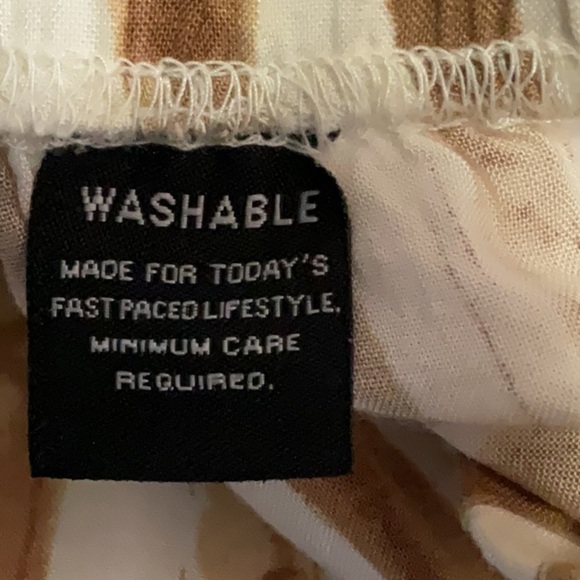 WASHABLE
MADE FOR TODAY'S
FAST PACED LIFESTYLE.
MINIMUM CARE
REQUIRED.